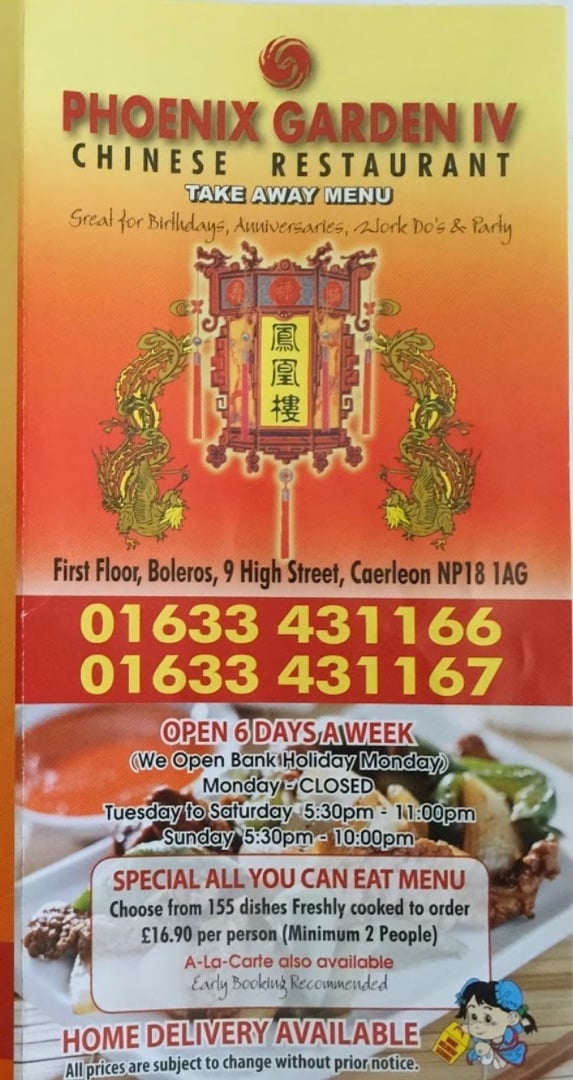 PHOENIX GARDEN IV
CHINESE RESTAURANT
TAKE AWAY MENU
Great for Birthdays, Anniversaries, Work Do's & Party
鳳凰樓
First Floor, Boleros, 9 High Street, Caerleon NP18 1AG
01633 431166
01633 431167
OPEN 6 DAYS A WEEK
(We Open Bank Holiday Monday)
Monday - CLOSED
Tuesday to Saturday 5:30pm - 11:00pm
Sunday 5:30pm - 10:00pm
SPECIAL ALL YOU CAN EAT MENU
Choose from 155 dishes Freshly cooked to order
£16.90 per person (Minimum 2 People)
A-La-Carte also available
Early Booking Recommended
HOME DELIVERY AVAILABLE
All prices are subject to change without prior notice.